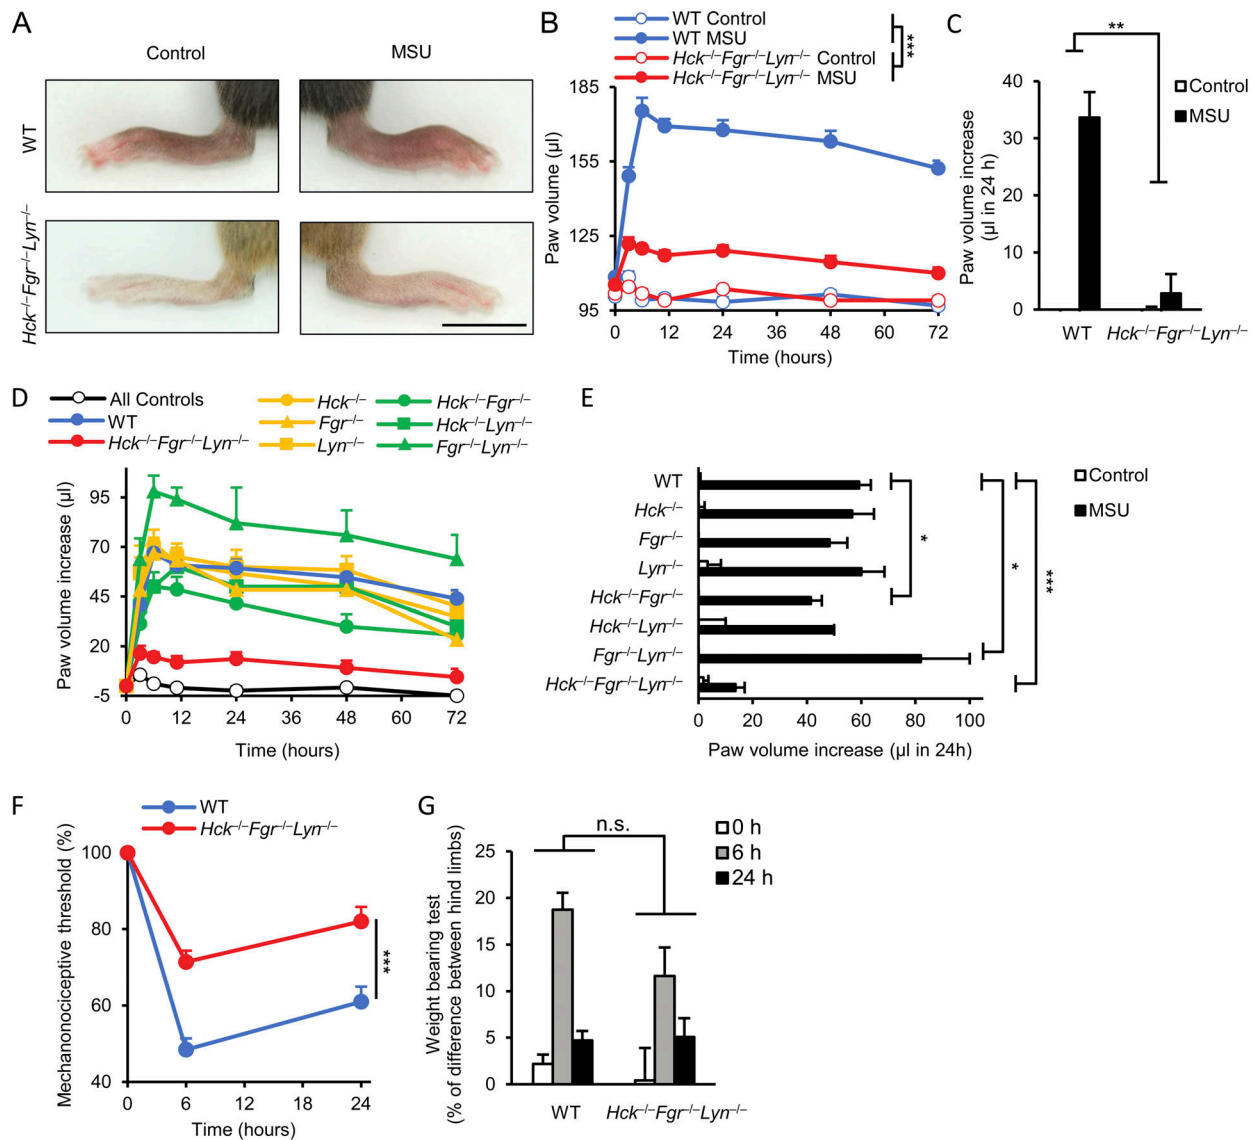 A
Control
MSU
WT
Hck⁻/⁻Fgr⁻/⁻Lyn⁻/⁻
B
WT Control
WT MSU
Hck⁻/⁻Fgr⁻/⁻Lyn⁻/⁻ Control
Hck⁻/⁻Fgr⁻/⁻Lyn⁻/⁻ MSU
***
Paw volume (µl)
185
155
125
95
0 12 24 36 48 60 72
Time (hours)
C
**
Control
MSU
Paw volume increase
(µl in 24 h)
40
30
20
10
0
WT Hck⁻/⁻Fgr⁻/⁻Lyn⁻/⁻
D
All Controls
WT
Hck⁻/⁻Fgr⁻/⁻Lyn⁻/⁻
Hck⁻/⁻
Fgr⁻/⁻
Lyn⁻/⁻
Hck⁻/⁻Fgr⁻/⁻
Hck⁻/⁻Lyn⁻/⁻
Fgr⁻/⁻Lyn⁻/⁻
Paw volume increase (µl)
95
70
45
20
-5
0 12 24 36 48 60 72
Time (hours)
E
Control
MSU
WT
Hck⁻/⁻
Fgr⁻/⁻
Lyn⁻/⁻
Hck⁻/⁻Fgr⁻/⁻
Hck⁻/⁻Lyn⁻/⁻
Fgr⁻/⁻Lyn⁻/⁻
Hck⁻/⁻Fgr⁻/⁻Lyn⁻/⁻
*
*
***
0 20 40 60 80 100
Paw volume increase (µl in 24h)
F
WT
Hck⁻/⁻Fgr⁻/⁻Lyn⁻/⁻
Mechanonociceptive threshold (%)
100
80
60
40
***
0 6 12 18 24
Time (hours)
G
n.s.
0 h
6 h
24 h
Weight bearing test
(% of difference between hind limbs)
25
20
15
10
5
0
WT Hck⁻/⁻Fgr⁻/⁻Lyn⁻/⁻